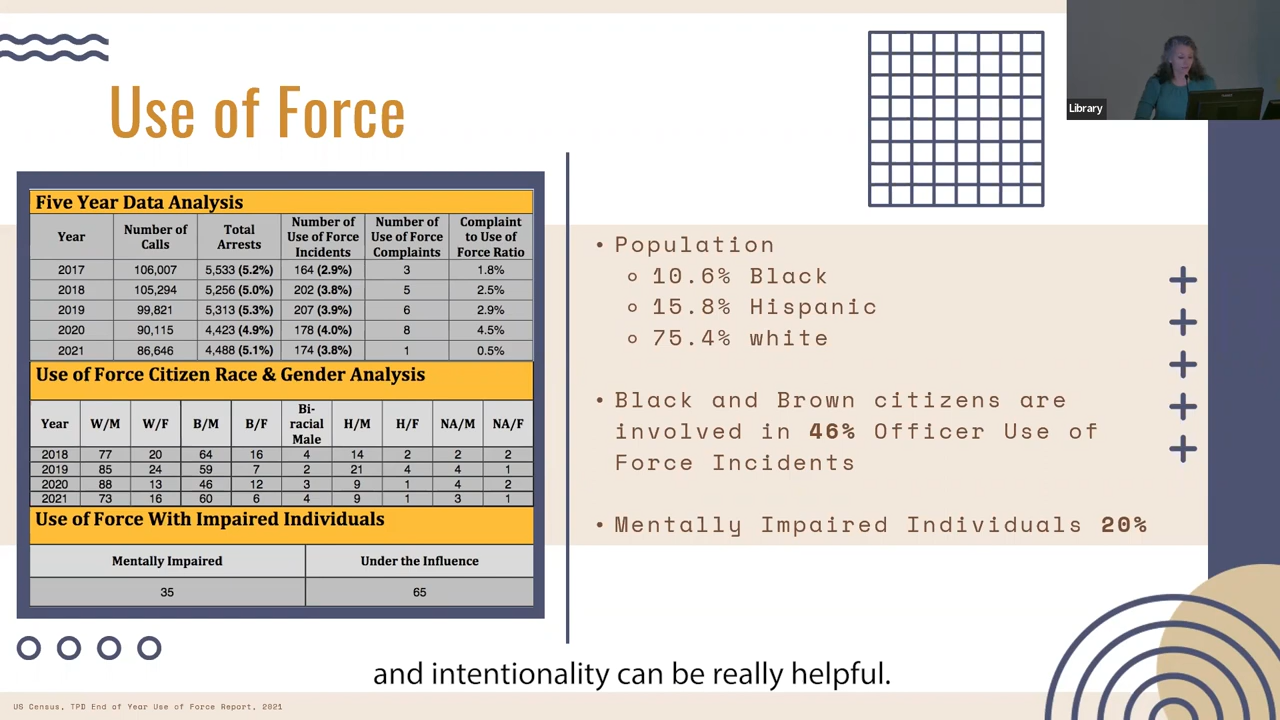 Library
Use of Force
Five Year Data Analysis
Year Number of Calls Total Arrests Number of Use of Force Incidents Number of Use of Force Complaints Complaint to Use of Force Ratio
2017 106,007 5,533 (5.2%) 164 (2.9%) 3 1.8%
2018 105,294 5,256 (5.0%) 202 (3.8%) 5 2.5%
2019 99,821 5,313 (5.3%) 207 (3.9%) 6 2.9%
2020 90,115 4,423 (4.9%) 178 (4.0%) 8 4.5%
2021 86,646 4,488 (5.1%) 174 (3.8%) 1 0.5%
Use of Force Citizen Race & Gender Analysis
Year W/M W/F B/M B/F Bi-racial Male H/M H/F NA/M NA/F
2018 77 20 64 16 4 14 2 2 2
2019 85 24 59 7 2 21 4 4 1
2020 88 13 46 12 3 9 1 4 2
2021 73 16 60 6 4 9 1 3 1
Use of Force With Impaired Individuals
Mentally Impaired Under the Influence
35 65
• Population
10.6% Black
15.8% Hispanic
75.4% white
• Black and Brown citizens are
involved in 46% Officer Use of
Force Incidents
• Mentally Impaired Individuals 20%
and intentionality can be really helpful.
US Census, TPD End of Year Use of Force Report, 2021